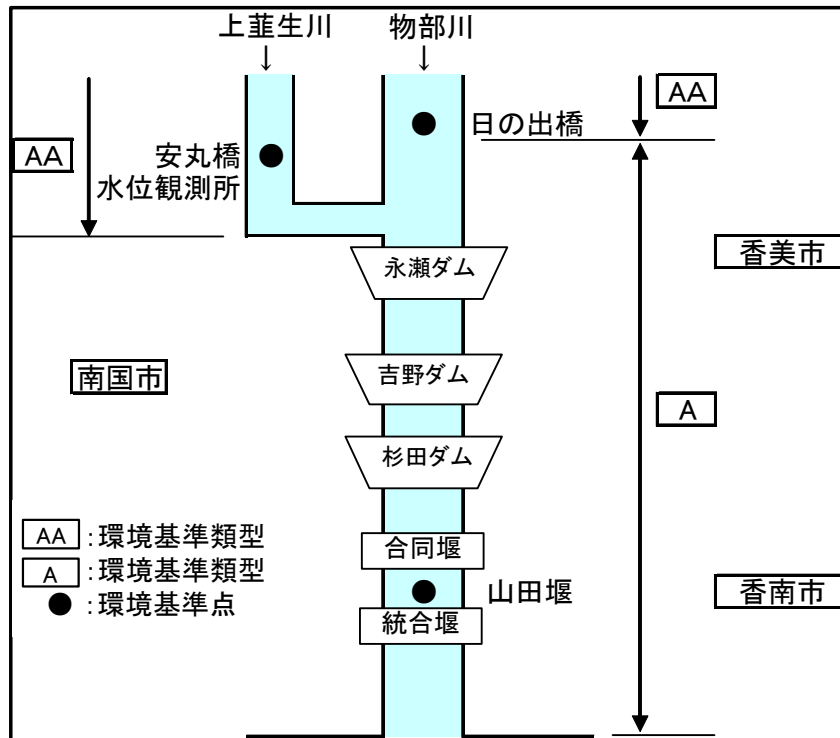 上韮生川
物部川
↓
↓
AA
日の出橋
AA
安丸橋
水位観測所
香美市
永瀬ダム
南国市
吉野ダム
A
杉田ダム
AA:環境基準類型
A:環境基準類型
●:環境基準点
合同堰
山田堰
香南市
統合堰